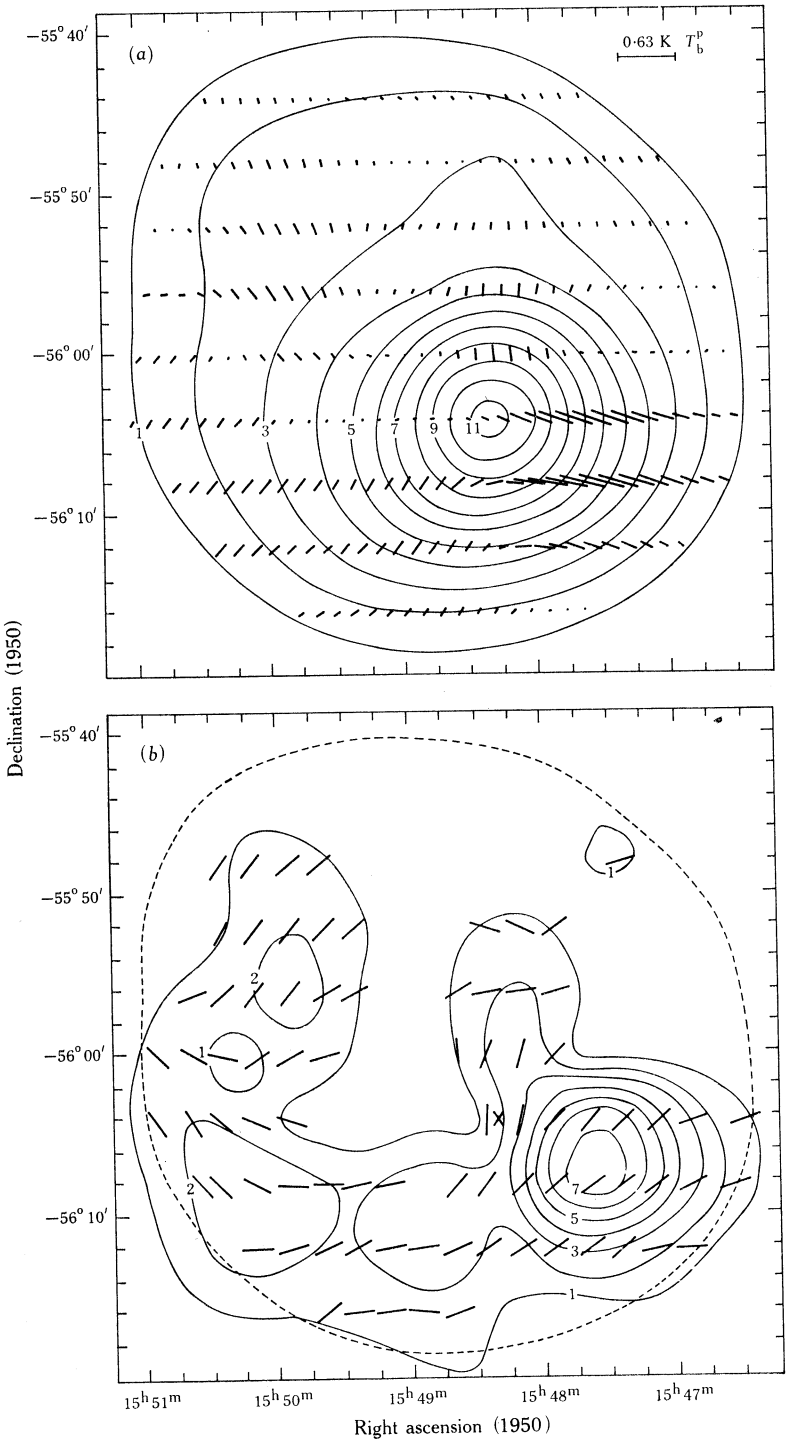 (a)
0·63 K T_b^p
−55° 40′
−55° 50′
−56° 00′
1 3 5 7 9 11
−56° 10′
Declination (1950)
(b)
−55° 40′
1
−55° 50′
2
1
−56° 00′
2
7
5
−56° 10′
3
1
15ʰ 51ᵐ 15ʰ 50ᵐ 15ʰ 49ᵐ 15ʰ 48ᵐ 15ʰ 47ᵐ
Right ascension (1950)